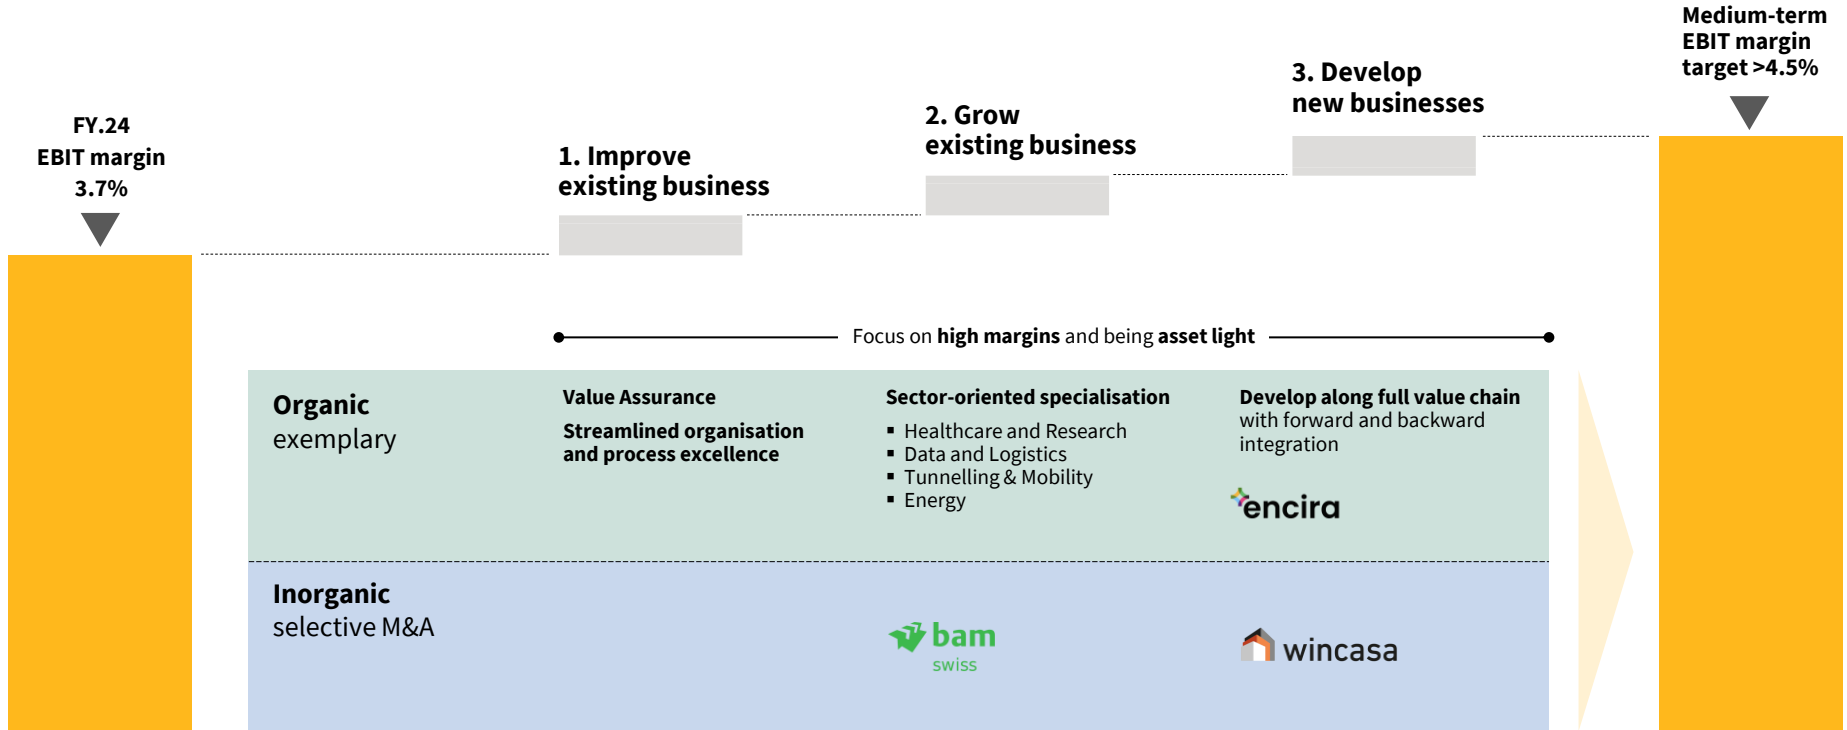 FY.24
EBIT margin
3.7%
1. Improve
existing business
2. Grow
existing business
3. Develop
new businesses
Medium-term
EBIT margin
target >4.5%
Focus on high margins and being asset light
Organic
exemplary
Value Assurance
Streamlined organisation
and process excellence
Sector-oriented specialisation
▪ Healthcare and Research
▪ Data and Logistics
▪ Tunnelling & Mobility
▪ Energy
Develop along full value chain
with forward and backward
integration
encira
Inorganic
selective M&A
bam
swiss
wincasa